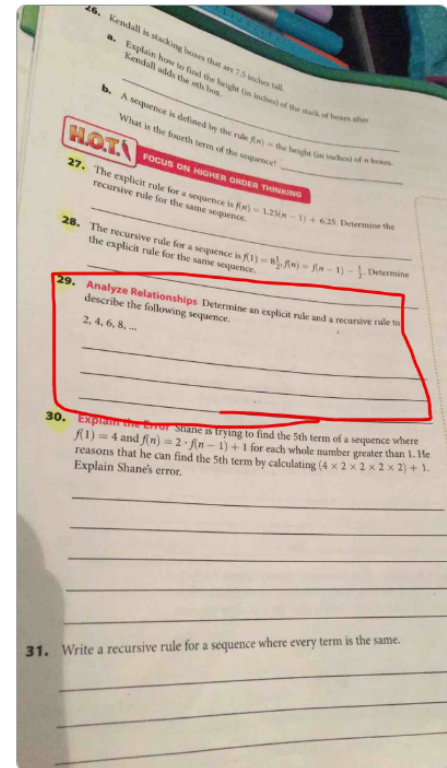 26. Kendall is stacking boxes that are 7.5 inches tall.
a. Explain how to find the height (in inches) of the stack of boxes after
Kendall adds the nth box.
b. A sequence is defined by the rule f(n) = the height (in inches) of n boxes.
What is the fourth term of the sequence?
H.O.T.
FOCUS ON HIGHER ORDER THINKING
27. The explicit rule for a sequence is f(n) = 1.25(n − 1) + 6.25. Determine the
recursive rule for the same sequence.
28. The recursive rule for a sequence is f(1) = 8½, f(n) = f(n − 1) − ½. Determine
the explicit rule for the same sequence.
29. Analyze Relationships Determine an explicit rule and a recursive rule to
describe the following sequence.
2, 4, 6, 8, ...
30. Explain the Error Shane is trying to find the 5th term of a sequence where
f(1) = 4 and f(n) = 2 · f(n − 1) + 1 for each whole number greater than 1. He
reasons that he can find the 5th term by calculating (4 × 2 × 2 × 2 × 2) + 1.
Explain Shane's error.
31. Write a recursive rule for a sequence where every term is the same.